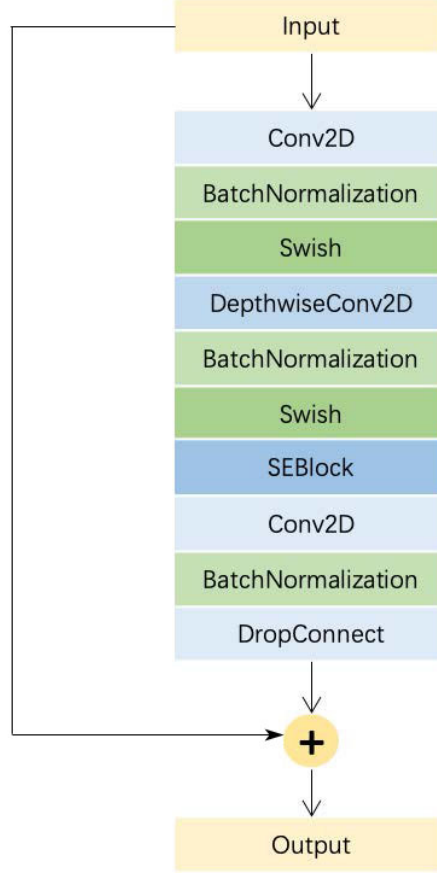 Input
Conv2D
BatchNormalization
Swish
DepthwiseConv2D
BatchNormalization
Swish
SEBlock
Conv2D
BatchNormalization
DropConnect
+
Output